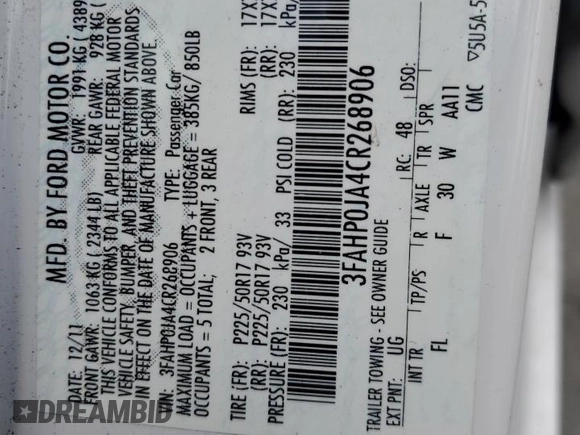 MFD. BY FORD MOTOR CO.
DATE: 12/11 GVWR: 1991 KG ( 4389
FRONT GAWR: 1063 KG ( 2344 LB) REAR GAWR: 928 KG (
THIS VEHICLE CONFORMS TO ALL APPLICABLE FEDERAL MOTOR
VEHICLE SAFETY, BUMPER, AND THEFT PREVENTION STANDARDS
IN EFFECT ON THE DATE OF MANUFACTURE SHOWN ABOVE.
VIN: 3FAHP0JA4CR268906 TYPE: Passenger Car
MAXIMUM LOAD = OCCUPANTS + LUGGAGE = 385KG/ 850LB
OCCUPANTS = 5 TOTAL; 2 FRONT, 3 REAR
TIRE (FR): P225/50R17 93V RIMS (FR): 17X
(RR): P225/50R17 93V (RR): 17X
PRESSURE (FR): 230 kPa/ 33 PSI COLD (RR): 230 kPa/
3FAHP0JA4CR268906
TRAILER TOWING - SEE OWNER GUIDE
EXT PNT: UG RC: 48 DSO:
INT TR TP/PS R AXLE TR SPR
FL F 30 W AA11
CMC ▽5U5A-5
DREAMBID